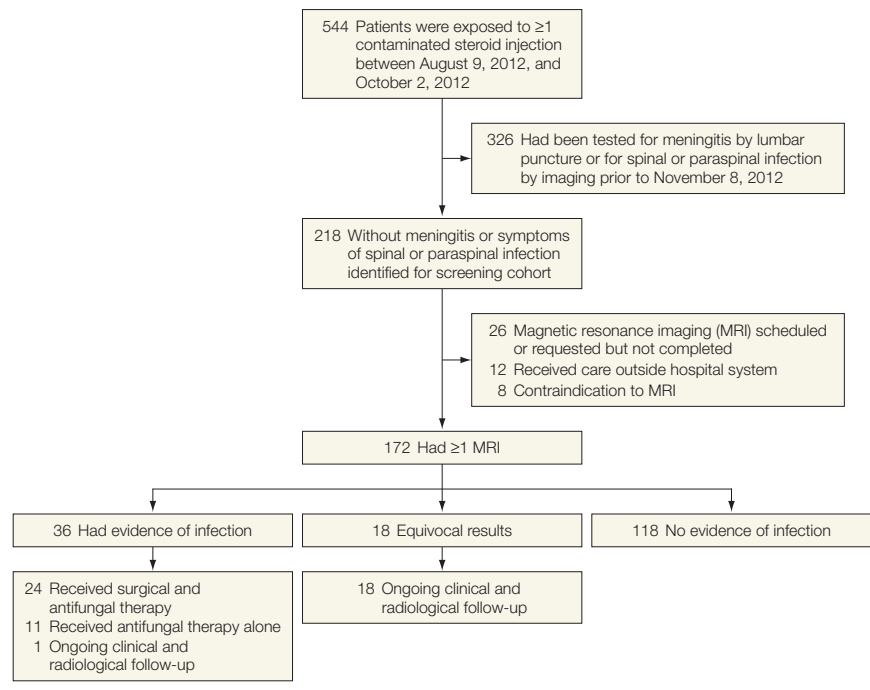 544 Patients were exposed to ≥1
contaminated steroid injection
between August 9, 2012, and
October 2, 2012
326 Had been tested for meningitis by lumbar
puncture or for spinal or paraspinal infection
by imaging prior to November 8, 2012
218 Without meningitis or symptoms
of spinal or paraspinal infection
identified for screening cohort
26 Magnetic resonance imaging (MRI) scheduled
or requested but not completed
12 Received care outside hospital system
8 Contraindication to MRI
172 Had ≥1 MRI
36 Had evidence of infection
18 Equivocal results
118 No evidence of infection
24 Received surgical and
antifungal therapy
11 Received antifungal therapy alone
1 Ongoing clinical and
radiological follow-up
18 Ongoing clinical and
radiological follow-up